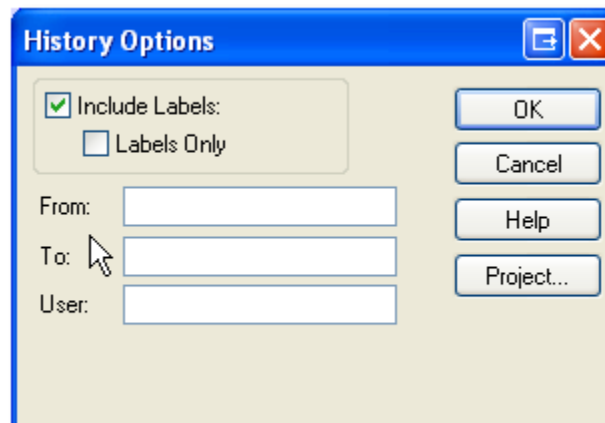 History Options
Include Labels:
Labels Only
From:
To:
User:
OK
Cancel
Help
Project...